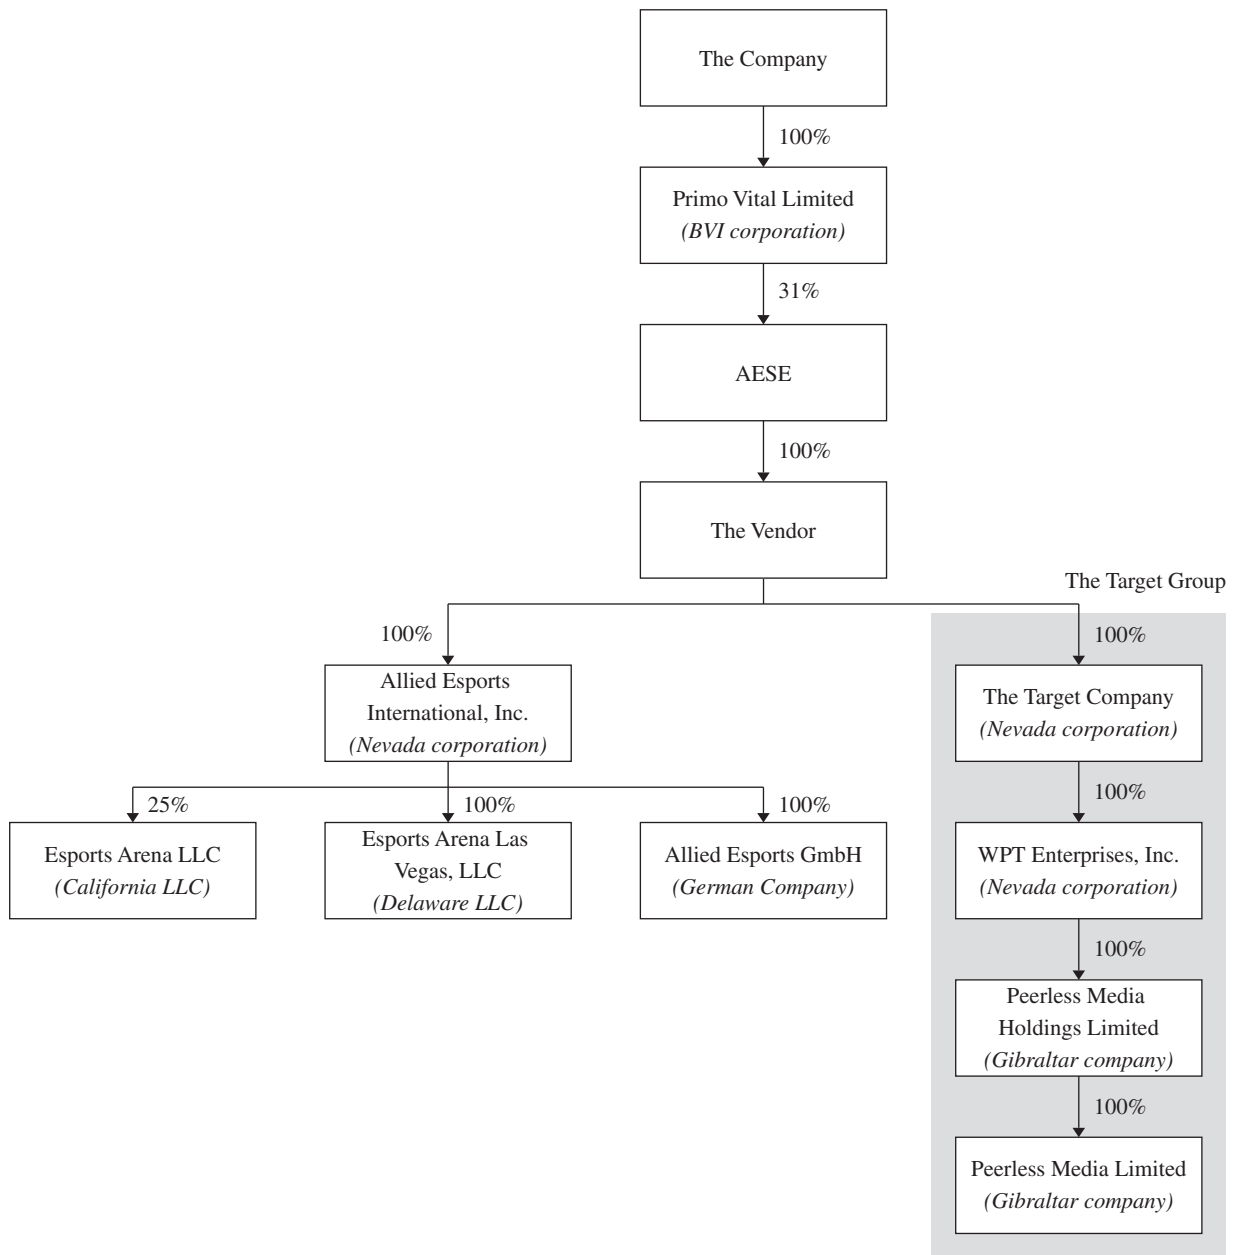 The Company
100%
Primo Vital Limited
(BVI corporation)
31%
AESE
100%
The Vendor
The Target Group
100%
100%
Allied Esports
International, Inc.
(Nevada corporation)
The Target Company
(Nevada corporation)
25%
100%
100%
100%
Esports Arena LLC
(California LLC)
Esports Arena Las
Vegas, LLC
(Delaware LLC)
Allied Esports GmbH
(German Company)
WPT Enterprises, Inc.
(Nevada corporation)
100%
Peerless Media
Holdings Limited
(Gibraltar company)
100%
Peerless Media Limited
(Gibraltar company)